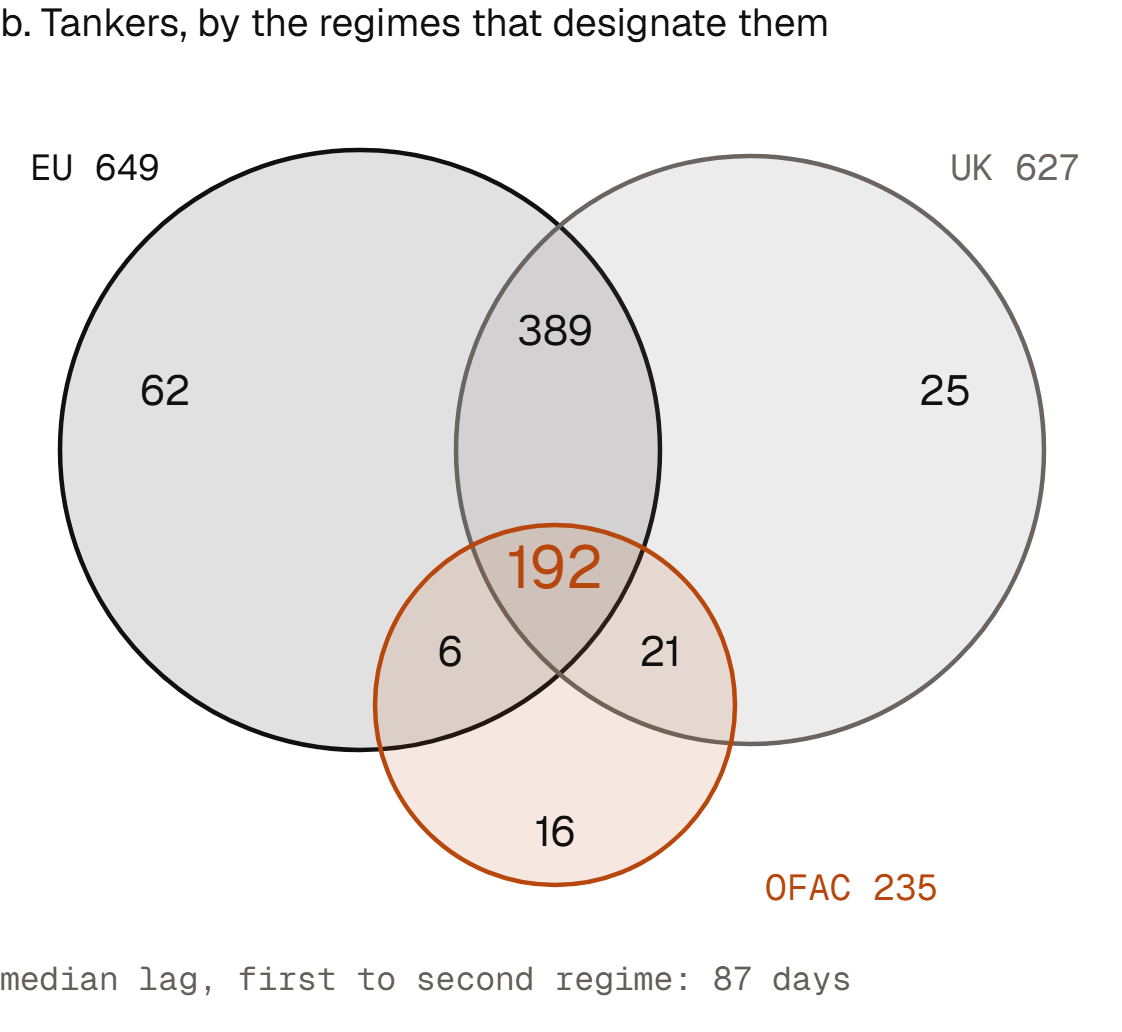 b. Tankers, by the regimes that designate them
EU 649
UK 627
389
62
25
192
6
21
16
OFAC 235
median lag, first to second regime: 87 days